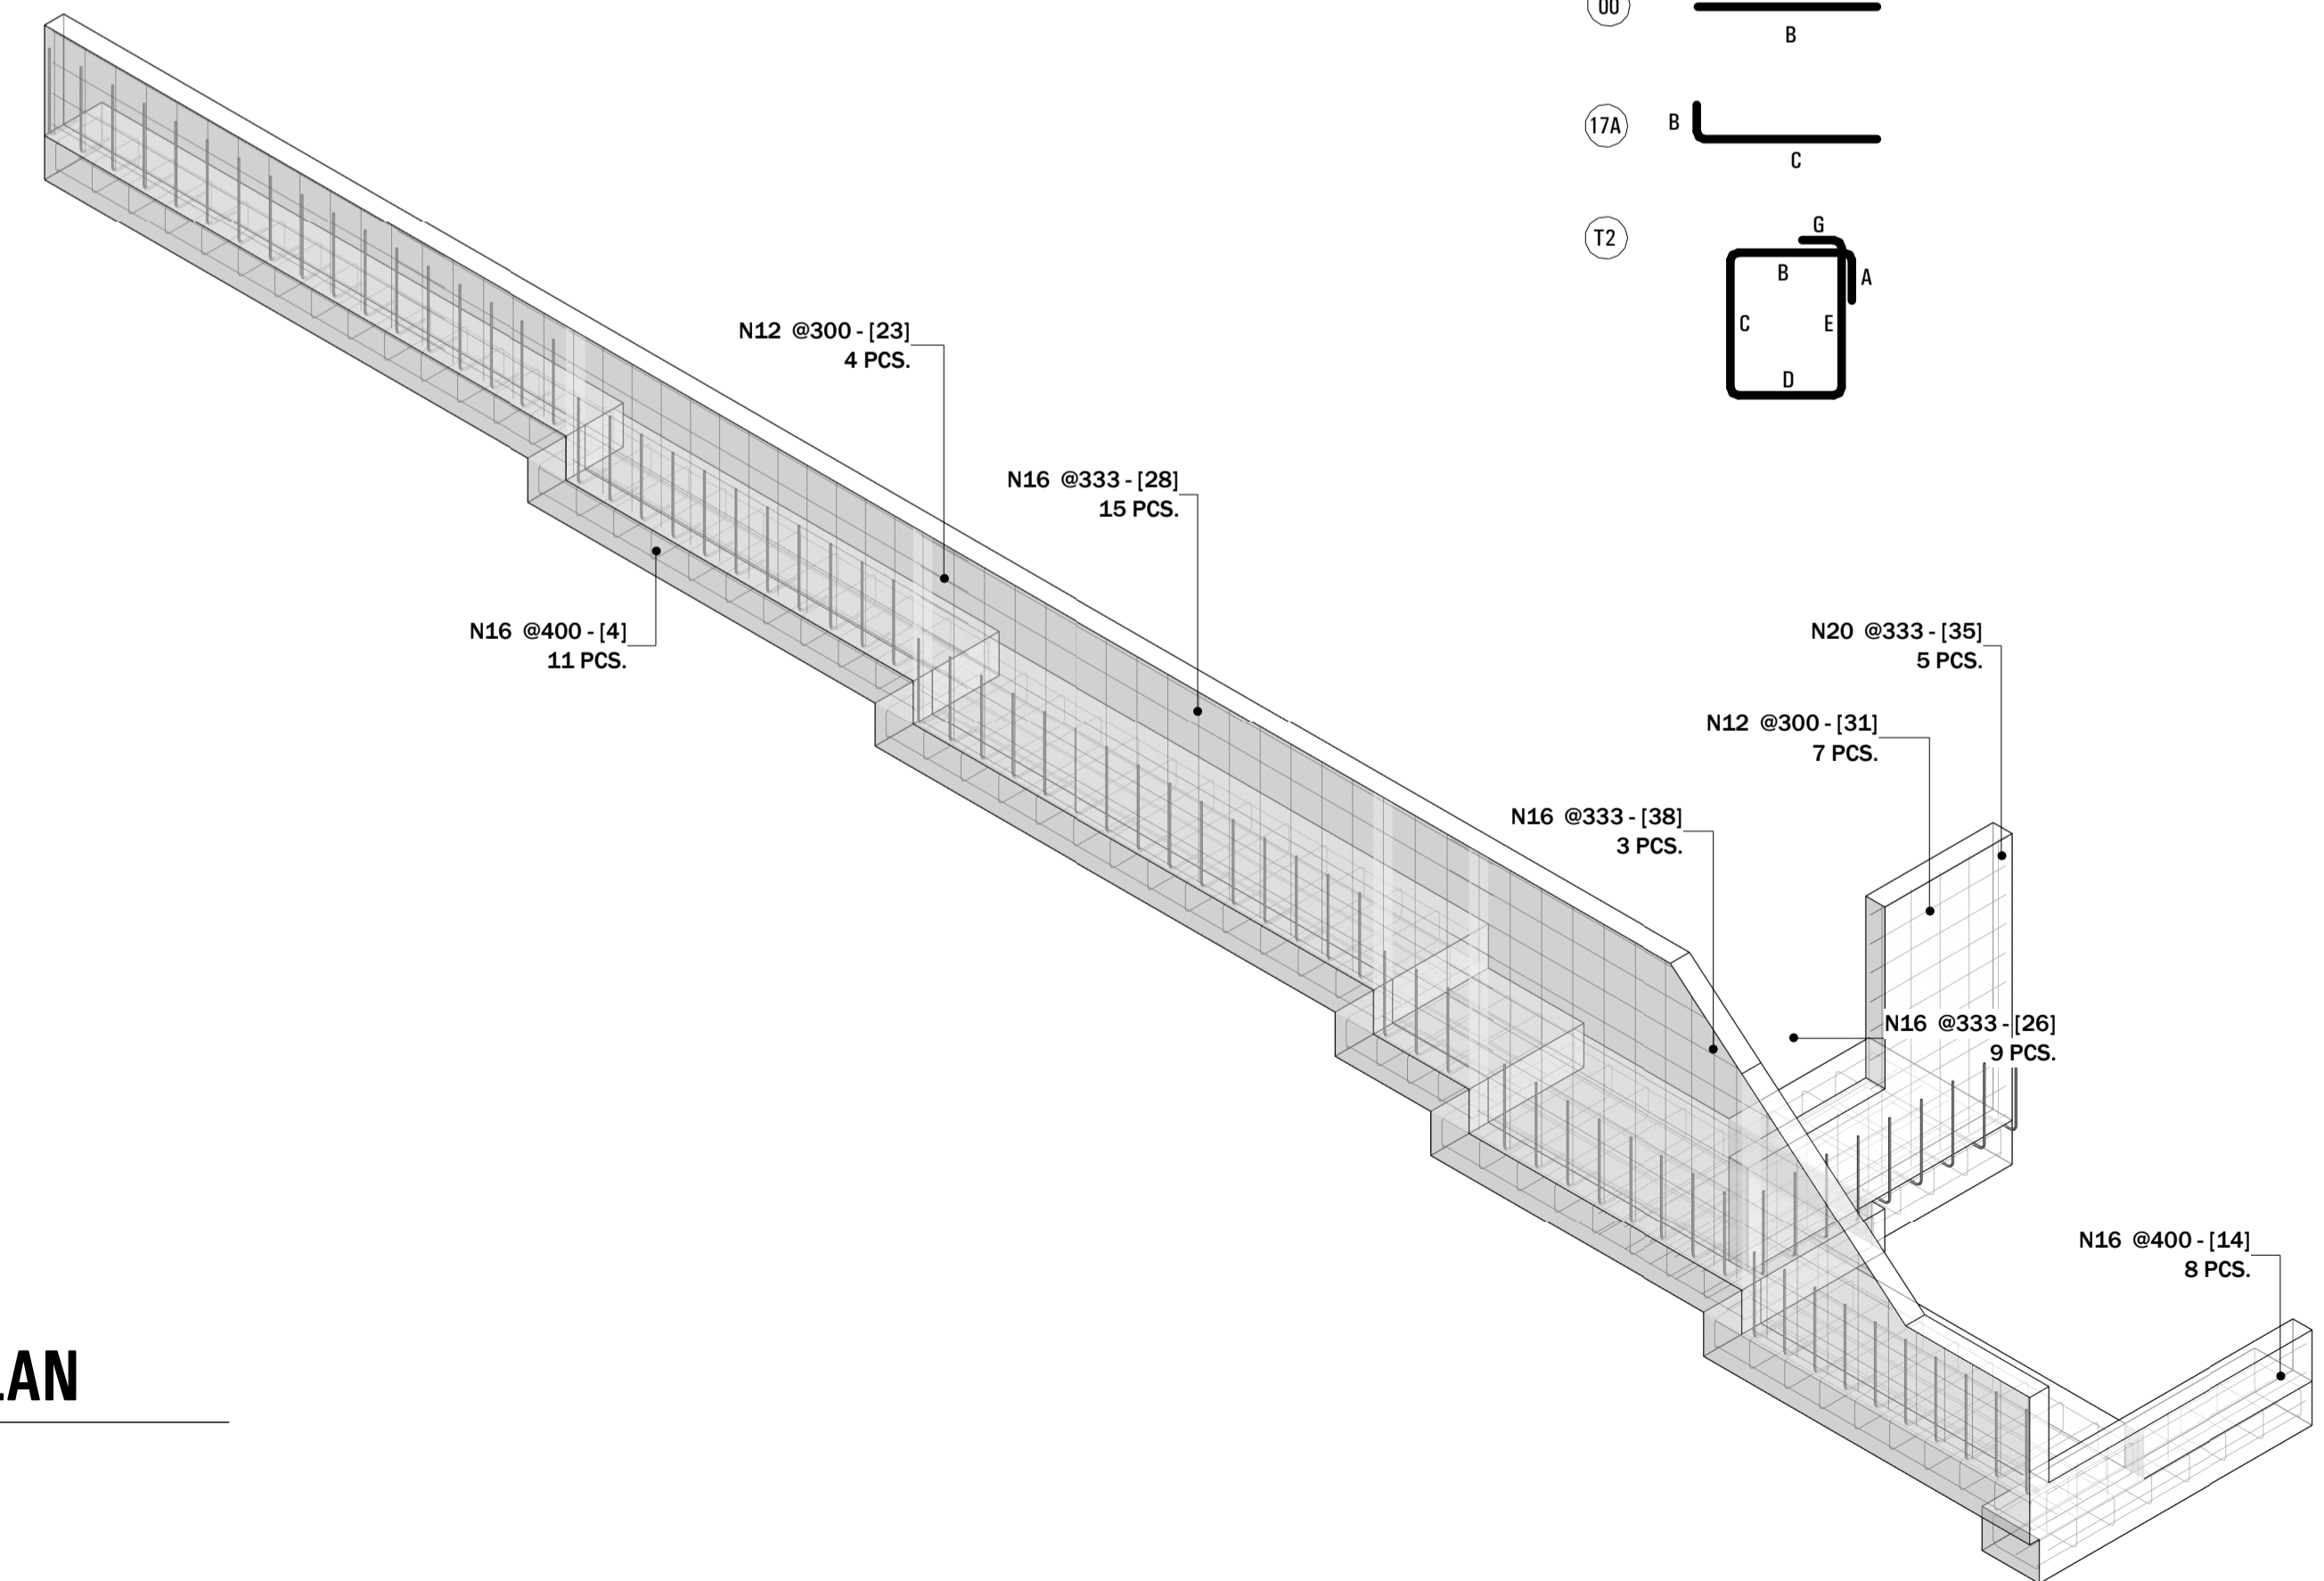 00
B
17A
B
C
T2
G
B
A
C
E
D
N12 @300 - [23]
4 PCS.
N16 @333 - [28]
15 PCS.
N16 @400 - [4]
11 PCS.
N20 @333 - [35]
5 PCS.
N12 @300 - [31]
7 PCS.
N16 @333 - [38]
3 PCS.
N16 @333 - [26]
9 PCS.
N16 @400 - [14]
8 PCS.
LAN